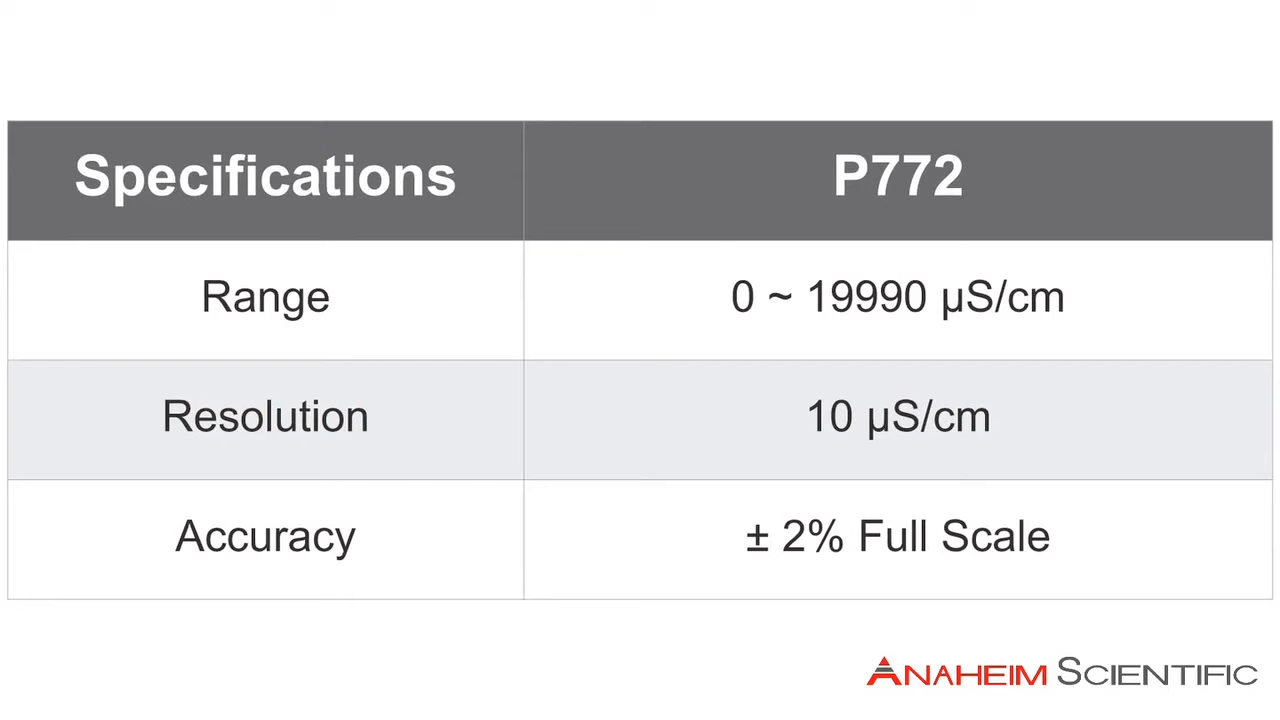 Specifications P772
Range 0 ~ 19990 µS/cm
Resolution 10 µS/cm
Accuracy ± 2% Full Scale
ANAHEIM SCIENTIFIC